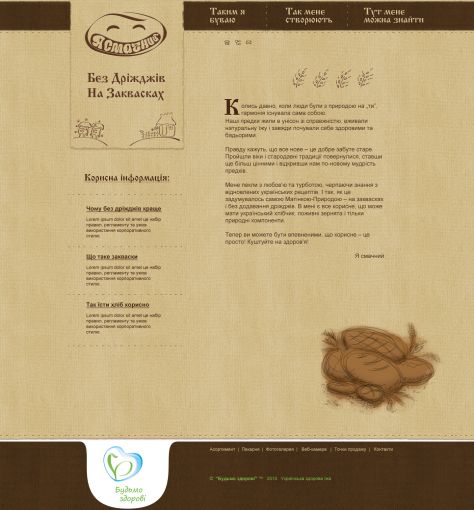 Я смачний
Без Дріжджів
На Заквасках
Таким я
буваю
Так мене
створюють
Тут мене
можна знайти
Колись давно, коли люди були з природою на „ти”,
гармонія існувала сама собою.
Наші предки жили в унісон зі справжністю, вживали
натуральну їжу і завжди почували себе здоровими та
бадьорими.
Правду кажуть, що все нове – це добре забуте старе.
Пройшли віки і стародавні традиції повернулися, ставши
ще більш цінними і відкривши нам по-новому мудрість
предків.
Мене пекли з любов'ю та турботою, черпаючи знання з
відновлених українських рецептів. І так, як це
задумувалось самою Матінкою-Природою – на заквасках
і без додавання дріжджів. В мені є все корисне, що може
мати український хлібчик: поживні зернята і тільки
природні компоненти.
Тепер ви можете бути впевненими, що корисне – це
просто! Куштуйте на здоров'я!
Я смачний
Корисна інформація:
Чому без дріжджів краще
Lorem ipsum dolor sit amet це набір
правил, регламенту та умов
використання корпоративного
стилю.
Що таке закваски
Lorem ipsum dolor sit amet це набір
правил, регламенту та умов
використання корпоративного
стилю.
Так їсти хліб корисно
Lorem ipsum dolor sit amet це набір
правил, регламенту та умов
використання корпоративного
стилю.
Асортимент | Пекарня | Фотогалерея | Веб-камера | Точки продажу | Контакти
© "Будьмо здорові" ™ 2010 Українська здорова їжа
Будьмо
здорові